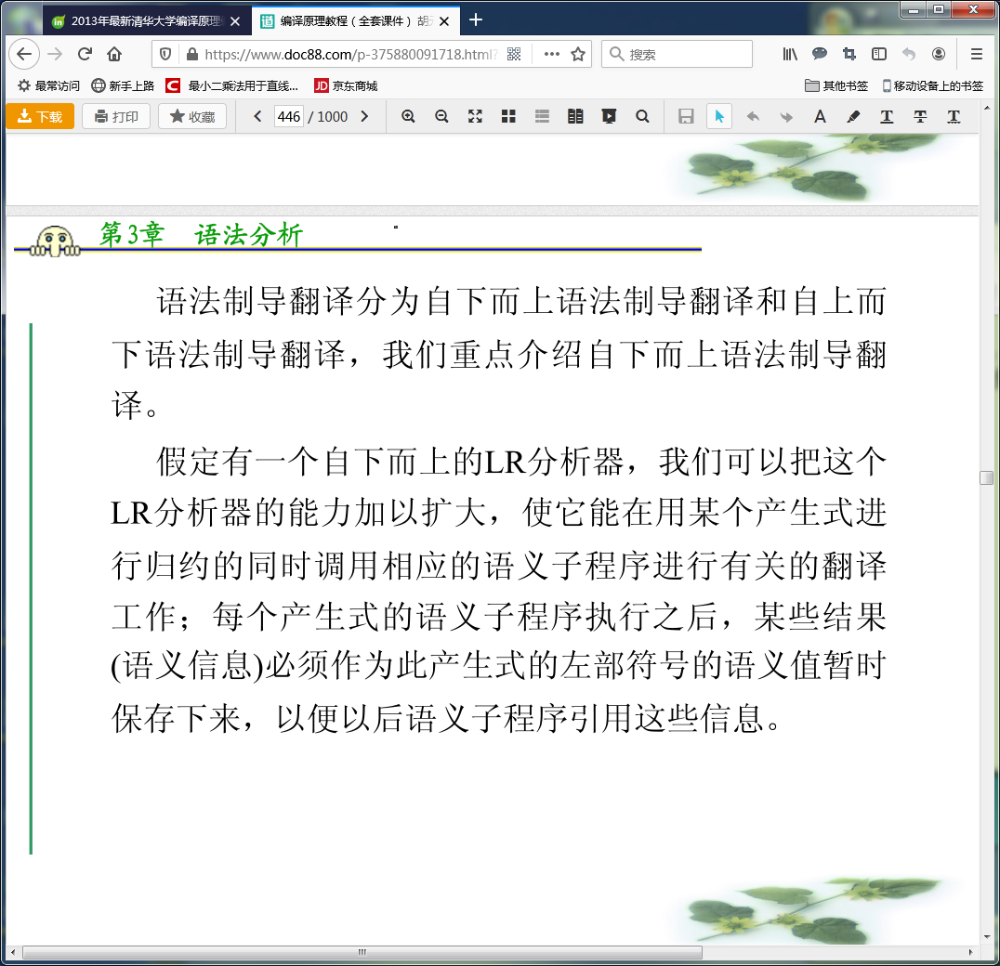 2013年最新清华大学编译原理
编译原理教程（全套课件）胡
https://www.doc88.com/p-375880091718.html?
搜索
最常访问
新手上路
最小二乘法用于直线...
JD 京东商城
其他书签
移动设备上的书签
下载
打印
收藏
446 / 1000
第3章 语法分析
语法制导翻译分为自下而上语法制导翻译和自上而
下语法制导翻译，我们重点介绍自下而上语法制导翻
译。
假定有一个自下而上的LR分析器，我们可以把这个
LR分析器的能力加以扩大，使它能在用某个产生式进
行归约的同时调用相应的语义子程序进行有关的翻译
工作；每个产生式的语义子程序执行之后，某些结果
(语义信息)必须作为此产生式的左部符号的语义值暂时
保存下来，以便以后语义子程序引用这些信息。